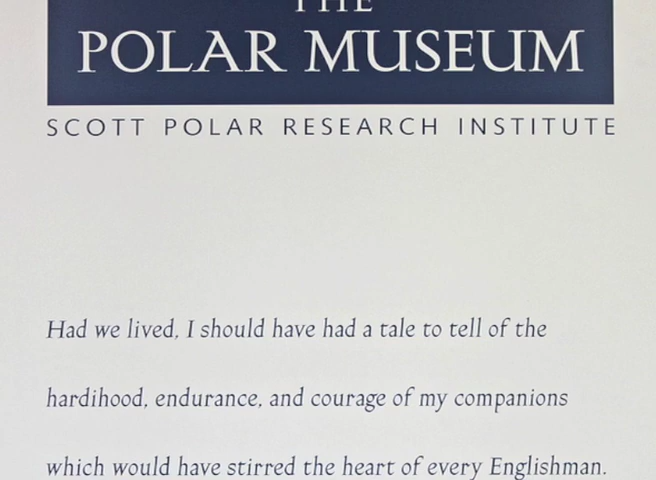 THE
POLAR MUSEUM
SCOTT POLAR RESEARCH INSTITUTE
Had we lived, I should have had a tale to tell of the
hardihood, endurance, and courage of my companions
which would have stirred the heart of every Englishman.